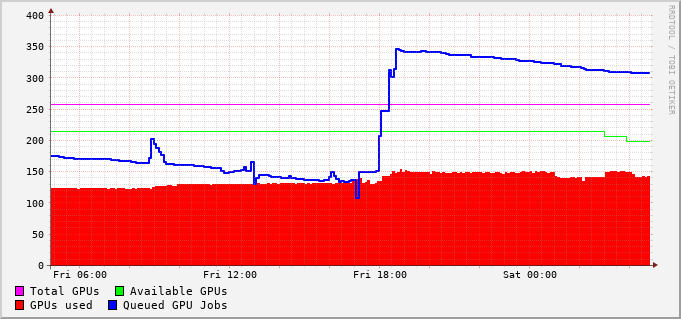 400
350
300
250
200
150
100
50
0
Fri 06:00 Fri 12:00 Fri 18:00 Sat 00:00
Total GPUs Available GPUs
GPUs used Queued GPU Jobs
RRDTOOL / TOBI OETIKER